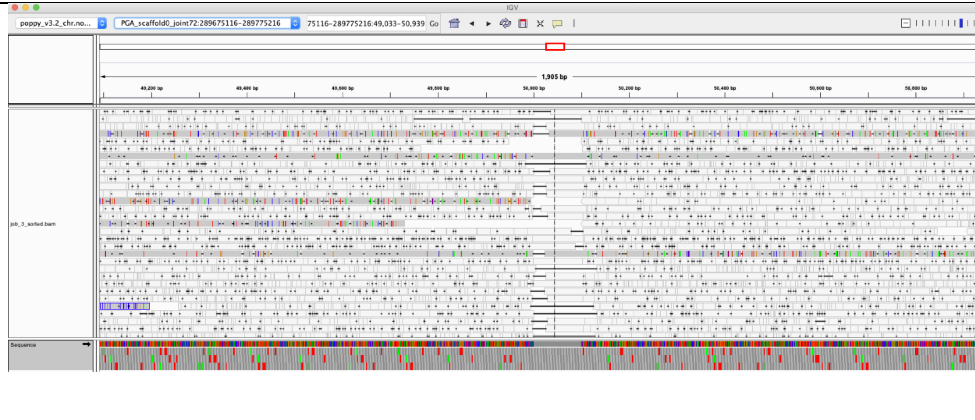 IGV
poppy_v3.2_chr.no... PGA_scaffold0_joint72:289675116-289775216 75116-289775216:49,033-50,939 Go
1,905 bp
49,200 bp 49,400 bp 49,600 bp 49,800 bp 50,000 bp 50,200 bp 50,400 bp 50,600 bp 50,800 bp
job_3_sorted.bam
Sequence